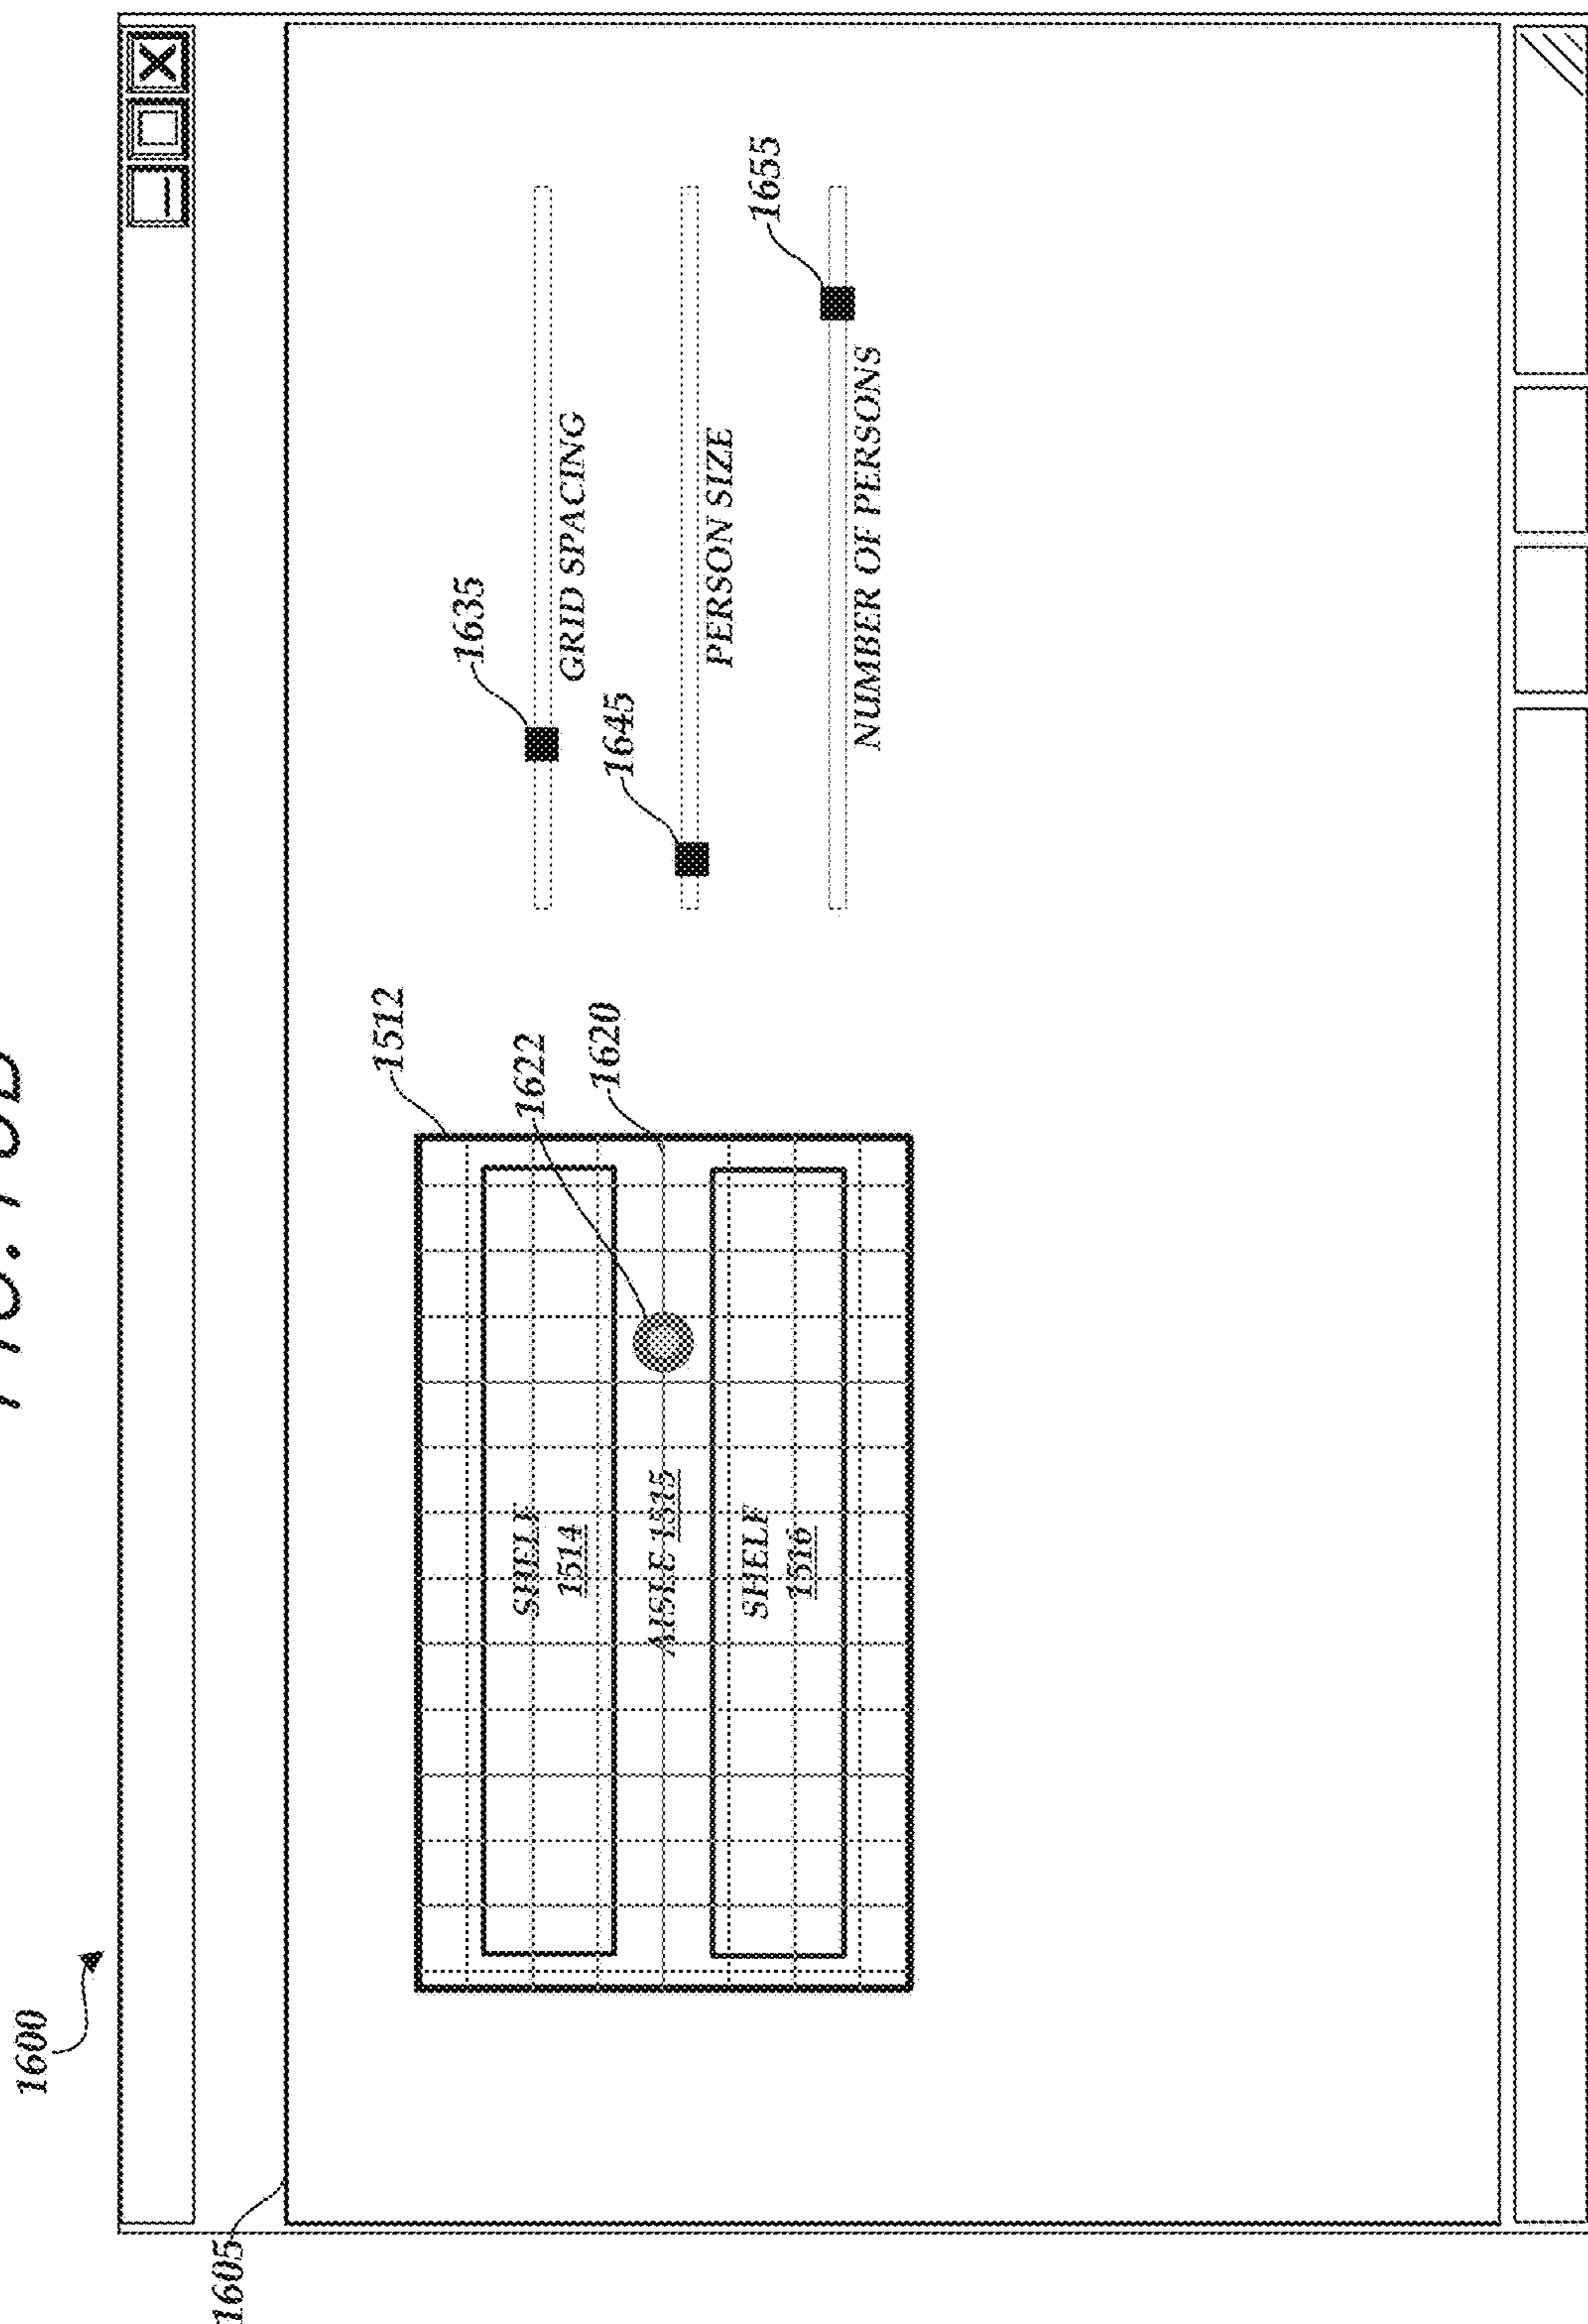 1600
1605
1512
1622
1620
SHELF
1514
AISLE 1515
SHELF
1516
1635
GRID SPACING
1645
PERSON SIZE
1655
NUMBER OF PERSONS